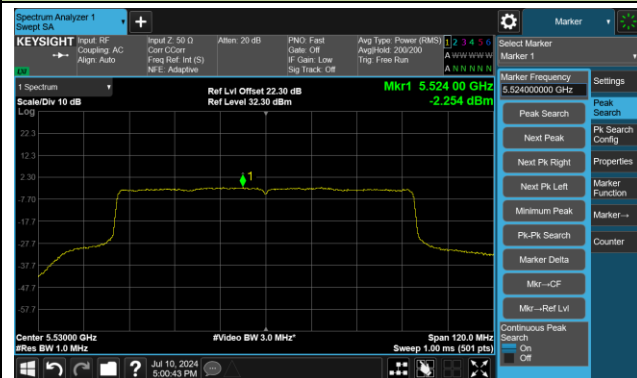 Spectrum Analyzer 1
Swept SA
Marker
KEYSIGHT
Input: RF
Coupling: AC
Align: Auto
Input Z: 50 Ω
Corr CCorr
Freq Ref: Int (S)
NFE: Adaptive
Atten: 20 dB
PNO: Fast
Gate: Off
IF Gain: Low
Sig Track: Off
Avg Type: Power (RMS)
Avg|Hold: 200/200
Trig: Free Run
1 2 3 4 5 6
A W W W W W
A N N N N N
LXI
Select Marker
Marker 1
1 Spectrum
Scale/Div 10 dB
Ref Lvl Offset 22.30 dB
Ref Level 32.30 dBm
Mkr1 5.524 00 GHz
-2.254 dBm
Log
22.3
12.3
2.30
-7.70
-17.7
-27.7
-37.7
-47.7
-57.7
1
Center 5.53000 GHz
#Res BW 1.0 MHz
#Video BW 3.0 MHz*
Span 120.0 MHz
Sweep 1.00 ms (501 pts)
Marker Frequency
5.524000000 GHz
Peak Search
Next Peak
Next Pk Right
Next Pk Left
Minimum Peak
Pk-Pk Search
Marker Delta
Mkr→CF
Mkr→Ref Lvl
Continuous Peak
Search
On
Off
Settings
Peak
Search
Pk Search
Config
Properties
Marker
Function
Marker→
Counter
Jul 10, 2024
5:00:43 PM